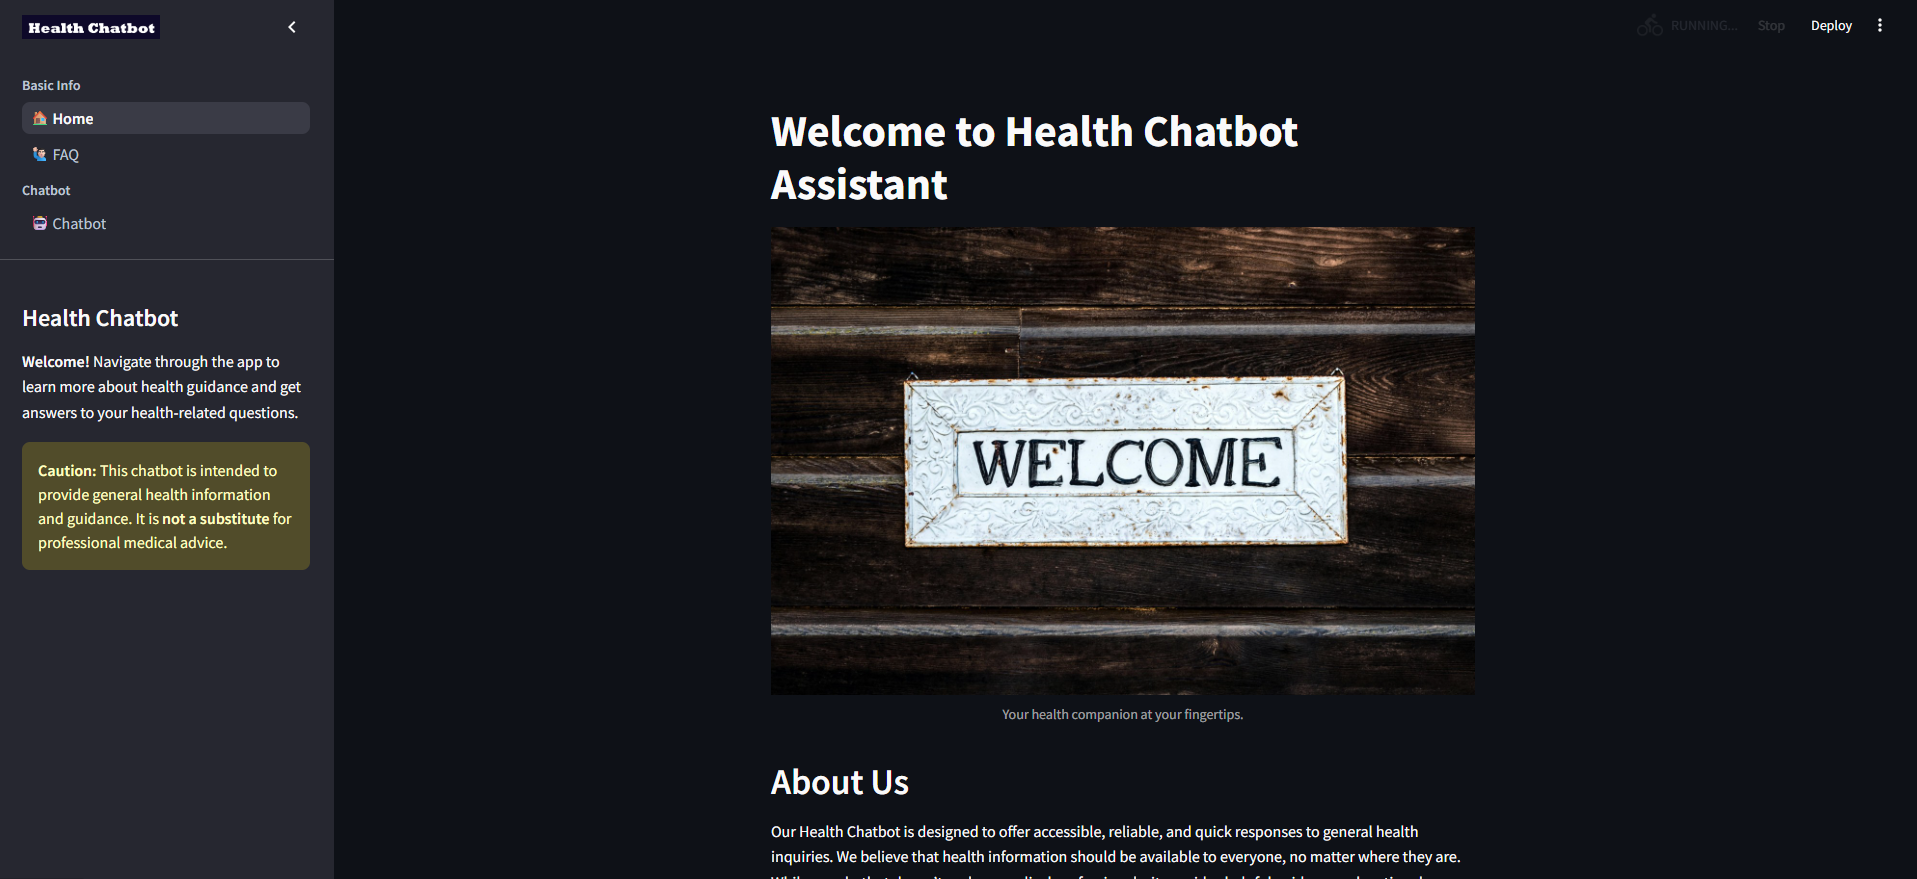 Health Chatbot
Basic Info
Home
FAQ
Chatbot
Chatbot
Health Chatbot
Welcome! Navigate through the app to
learn more about health guidance and get
answers to your health-related questions.
Caution: This chatbot is intended to
provide general health information
and guidance. It is not a substitute for
professional medical advice.
RUNNING...
Stop
Deploy
Welcome to Health Chatbot
Assistant
WELCOME
Your health companion at your fingertips.
About Us
Our Health Chatbot is designed to offer accessible, reliable, and quick responses to general health
inquiries. We believe that health information should be available to everyone, no matter where they are.